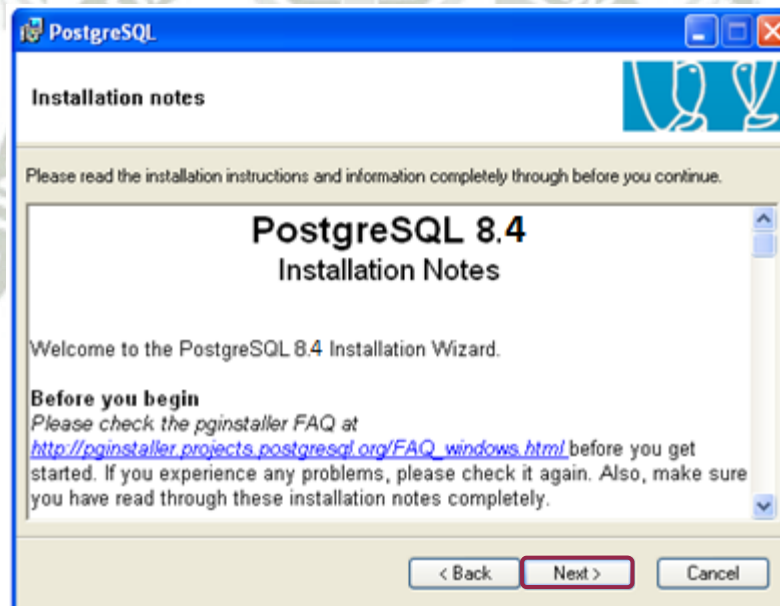 PostgreSQL
Installation notes
Please read the installation instructions and information completely through before you continue.
PostgreSQL 8.4
Installation Notes
Welcome to the PostgreSQL 8.4 Installation Wizard.
Before you begin
Please check the pginstaller FAQ at
http://pginstaller.projects.postgresql.org/FAQ_windows.html before you get
started. If you experience any problems, please check it again. Also, make sure
you have read through these installation notes completely.
< Back Next > Cancel